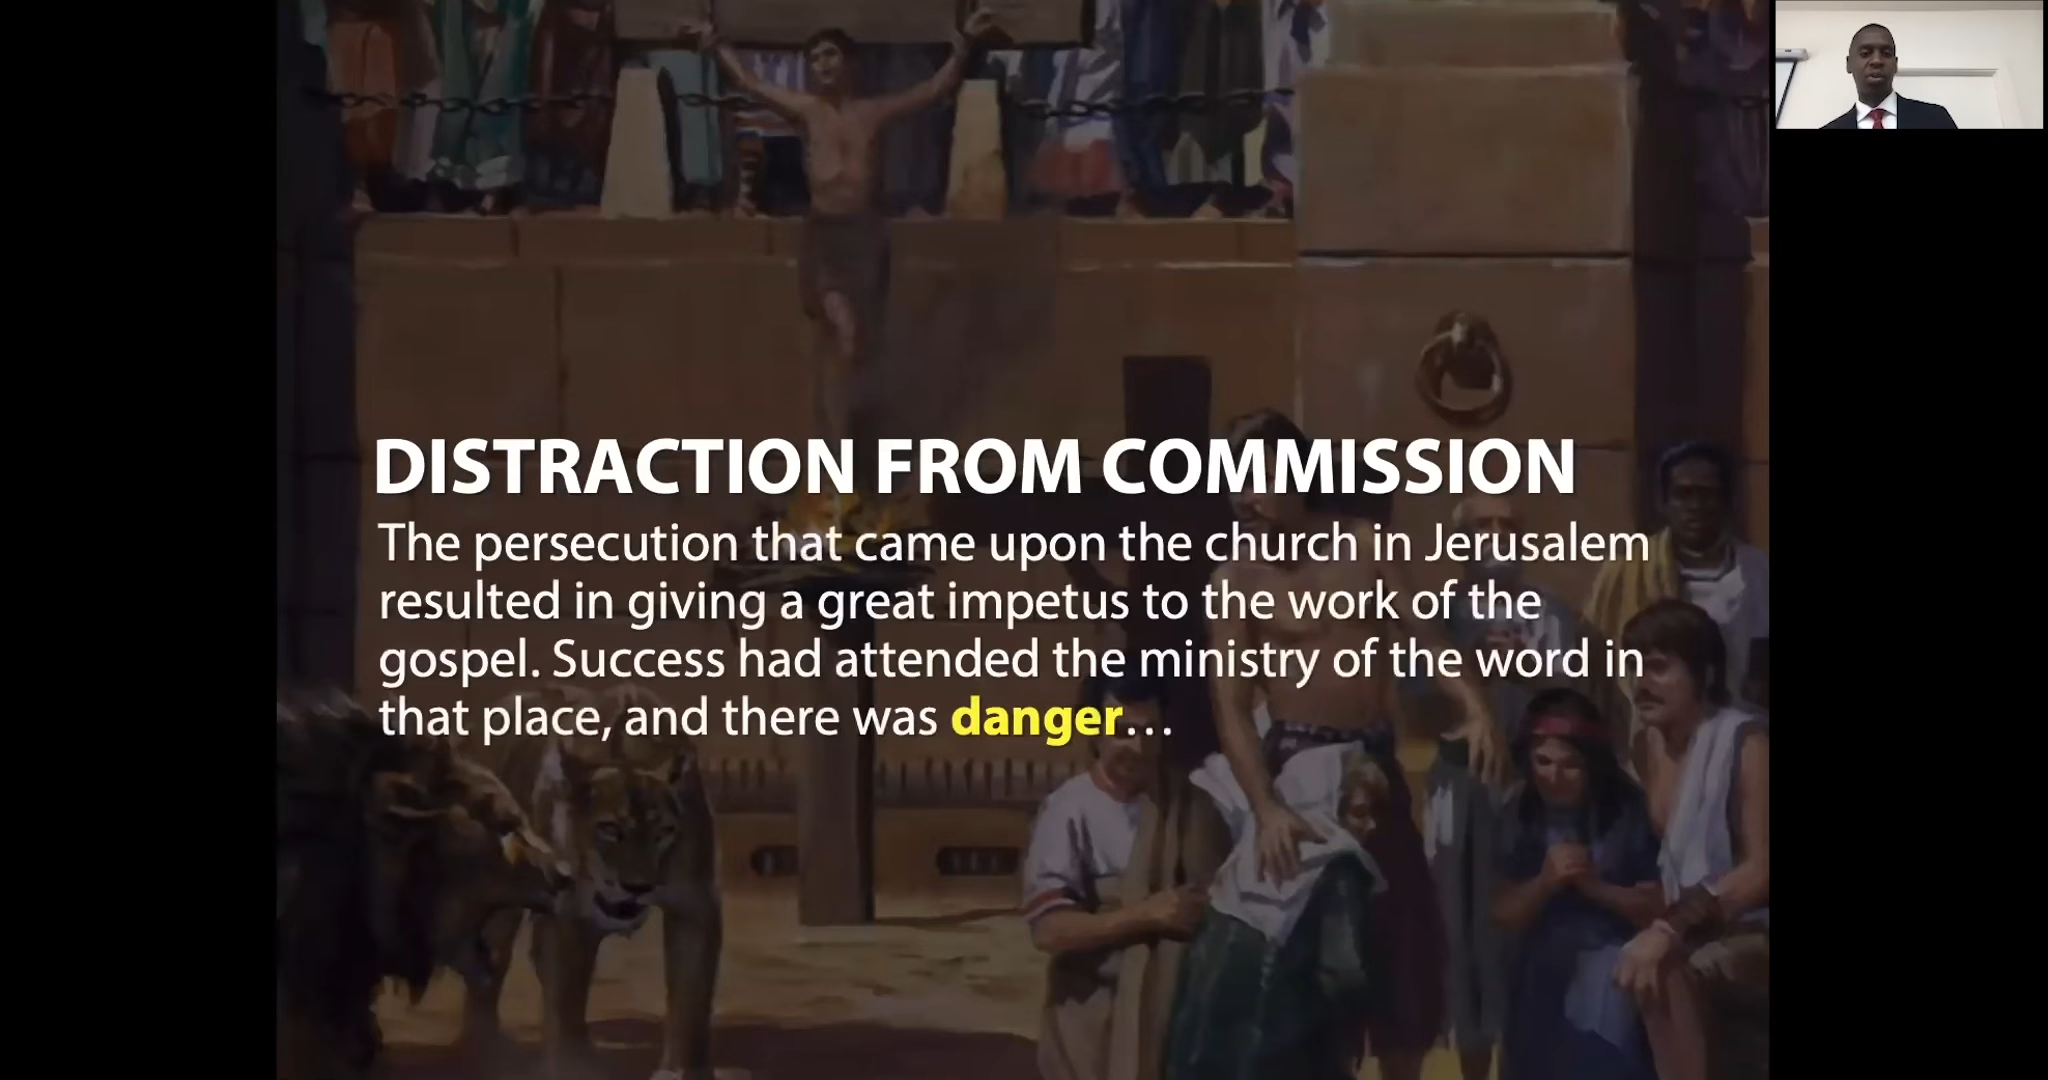 DISTRACTION FROM COMMISSION
The persecution that came upon the church in Jerusalem
resulted in giving a great impetus to the work of the
gospel. Success had attended the ministry of the word in
that place, and there was danger…